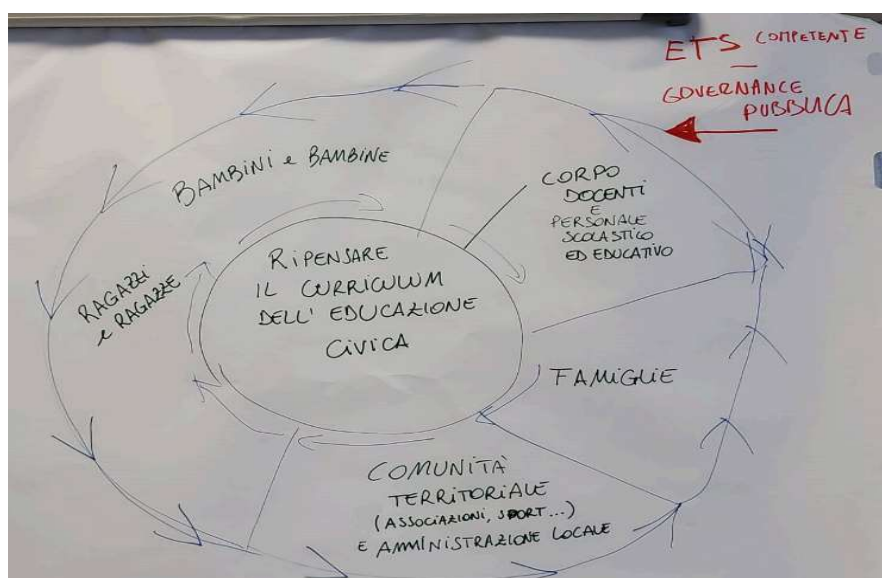 ETS COMPETENTE
GOVERNANCE
PUBBLICA
BAMBINI e BAMBINE
RAGAZZI
e RAGAZZE
RIPENSARE
IL CURRICULUM
DELL' EDUCAZIONE
CIVICA
CORPO
DOCENTI
E
PERSONALE
SCOLASTICO
ED EDUCATIVO
FAMIGLIE
COMUNITÀ
TERRITORIALE
(ASSOCIAZIONI, SPORT...)
E AMMINISTRAZIONE LOCALE